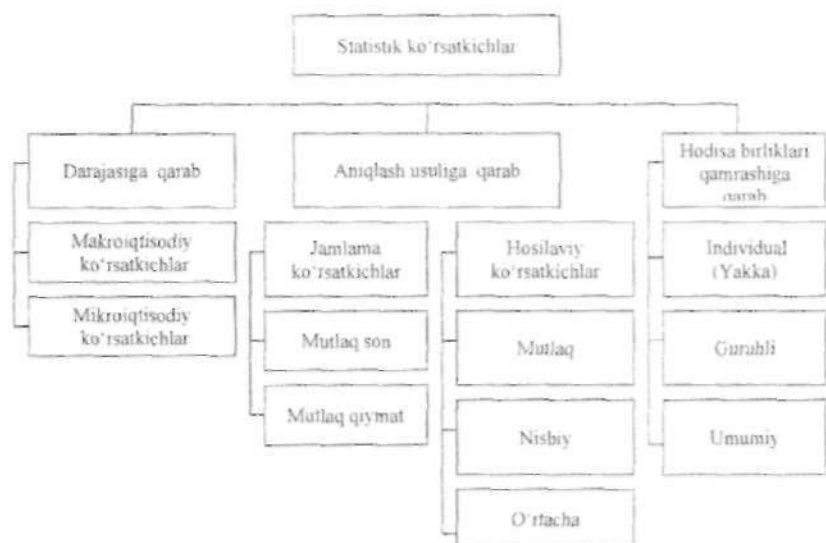 Statistik ko‘rsatkichlar
Darajasiga qarab
Makroiqtisodiy
ko‘rsatkichlar
Mikroiqtisodiy
ko‘rsatkichlar
Aniqlash usuliga qarab
Jamlama
ko‘rsatkichlar
Mutlaq son
Mutlaq qiymat
Hosilaviy
ko‘rsatkichlar
Mutlaq
Nisbiy
O‘rtacha
Hodisa birliklari
qamrashiga
qarab
Individual
(Yakka)
Guruhli
Umumiy